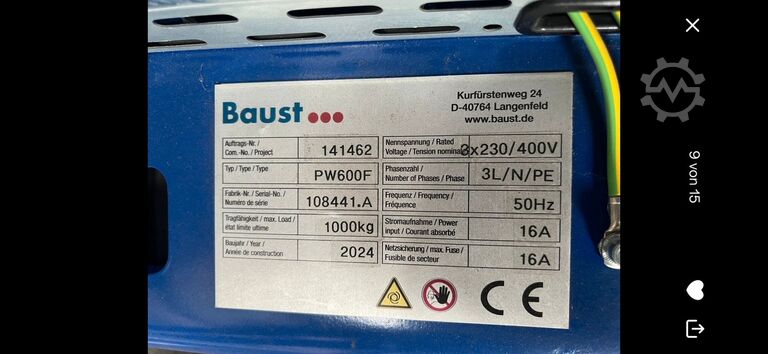 Baust
Kurfürstenweg 24
D-40764 Langenfeld
www.baust.de
Auftrags-Nr. /
Com.-No. / Project
141462
Nennspannung / Rated
Voltage / Tension nominale
3x230/400V
Typ / Type / Type
PW600F
Phasenzahl /
Number of Phases / Phase
3L/N/PE
Fabrik-Nr. / Serial-No. /
Numéro de série
108441.A
Frequenz / Frequency /
Fréquence
50Hz
Tragfähigkeit / max. Load /
état limite ultime
1000kg
Stromaufnahme / Power
input / Courant absorbé
16A
Baujahr / Year /
Année de construction
2024
Netzsicherung / max. Fuse /
Fusible de secteur
16A
CE
9 von 15